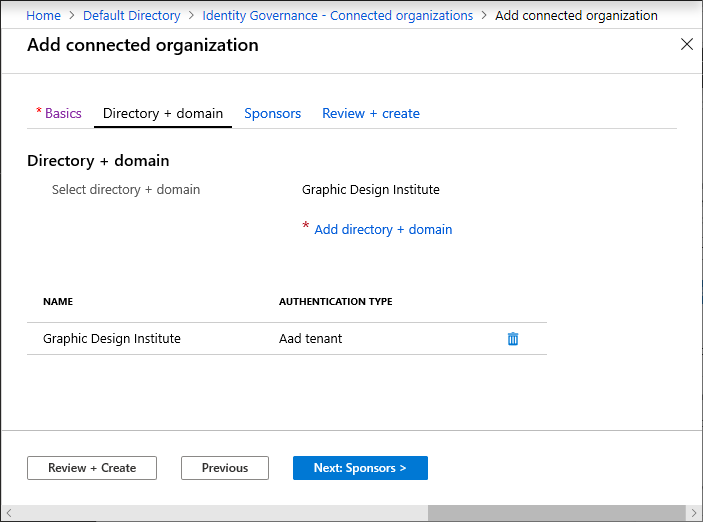 Home > Default Directory > Identity Governance - Connected organizations > Add connected organization
Add connected organization
* Basics Directory + domain Sponsors Review + create
Directory + domain
Select directory + domain Graphic Design Institute
* Add directory + domain
NAME AUTHENTICATION TYPE
Graphic Design Institute Aad tenant
Review + Create Previous Next: Sponsors >